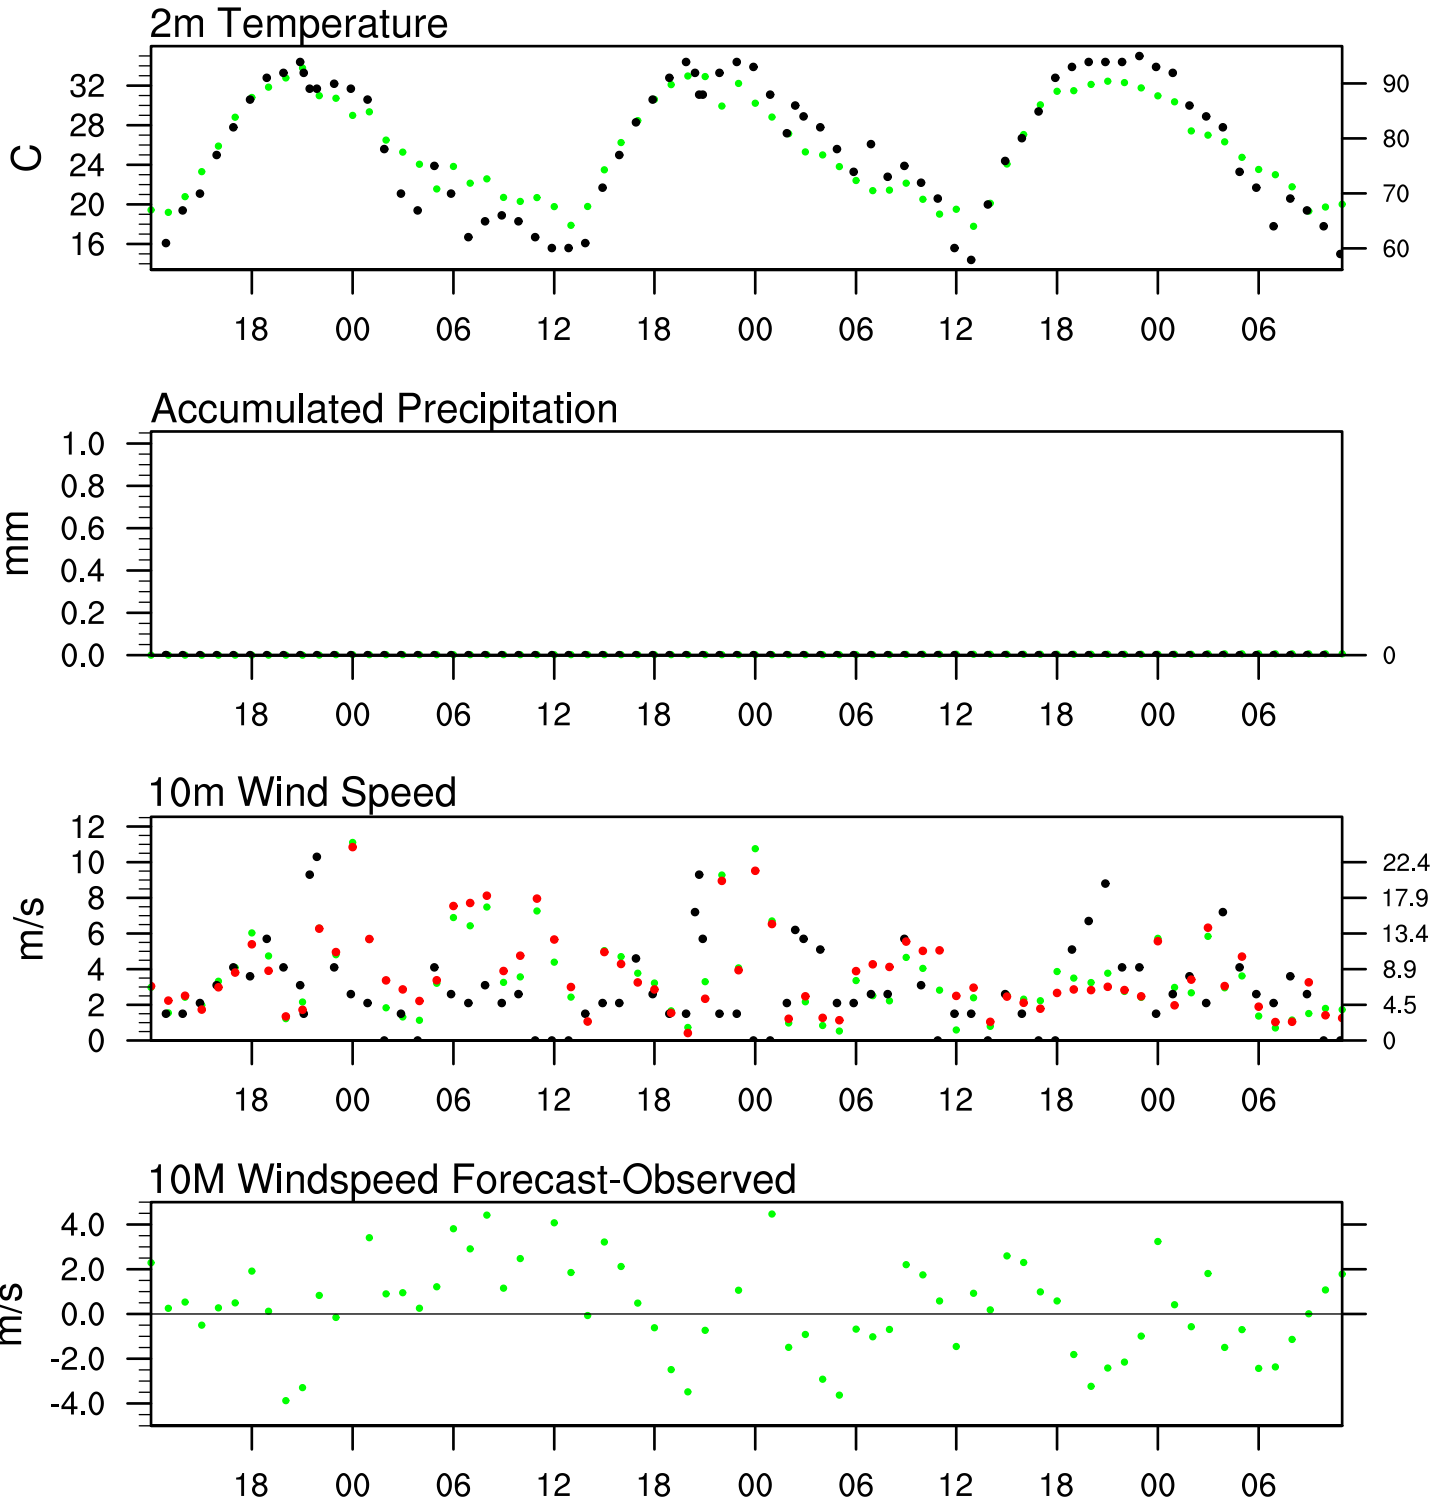 2m Temperature
C
32
28
24
20
16
90
80
70
60
18 00 06 12 18 00 06 12 18 00 06
Accumulated Precipitation
mm
1.0
0.8
0.6
0.4
0.2
0.0
0
18 00 06 12 18 00 06 12 18 00 06
10m Wind Speed
m/s
12
10
8
6
4
2
0
22.4
17.9
13.4
8.9
4.5
0
18 00 06 12 18 00 06 12 18 00 06
10M Windspeed Forecast-Observed
m/s
4.0
2.0
0.0
-2.0
-4.0
18 00 06 12 18 00 06 12 18 00 06